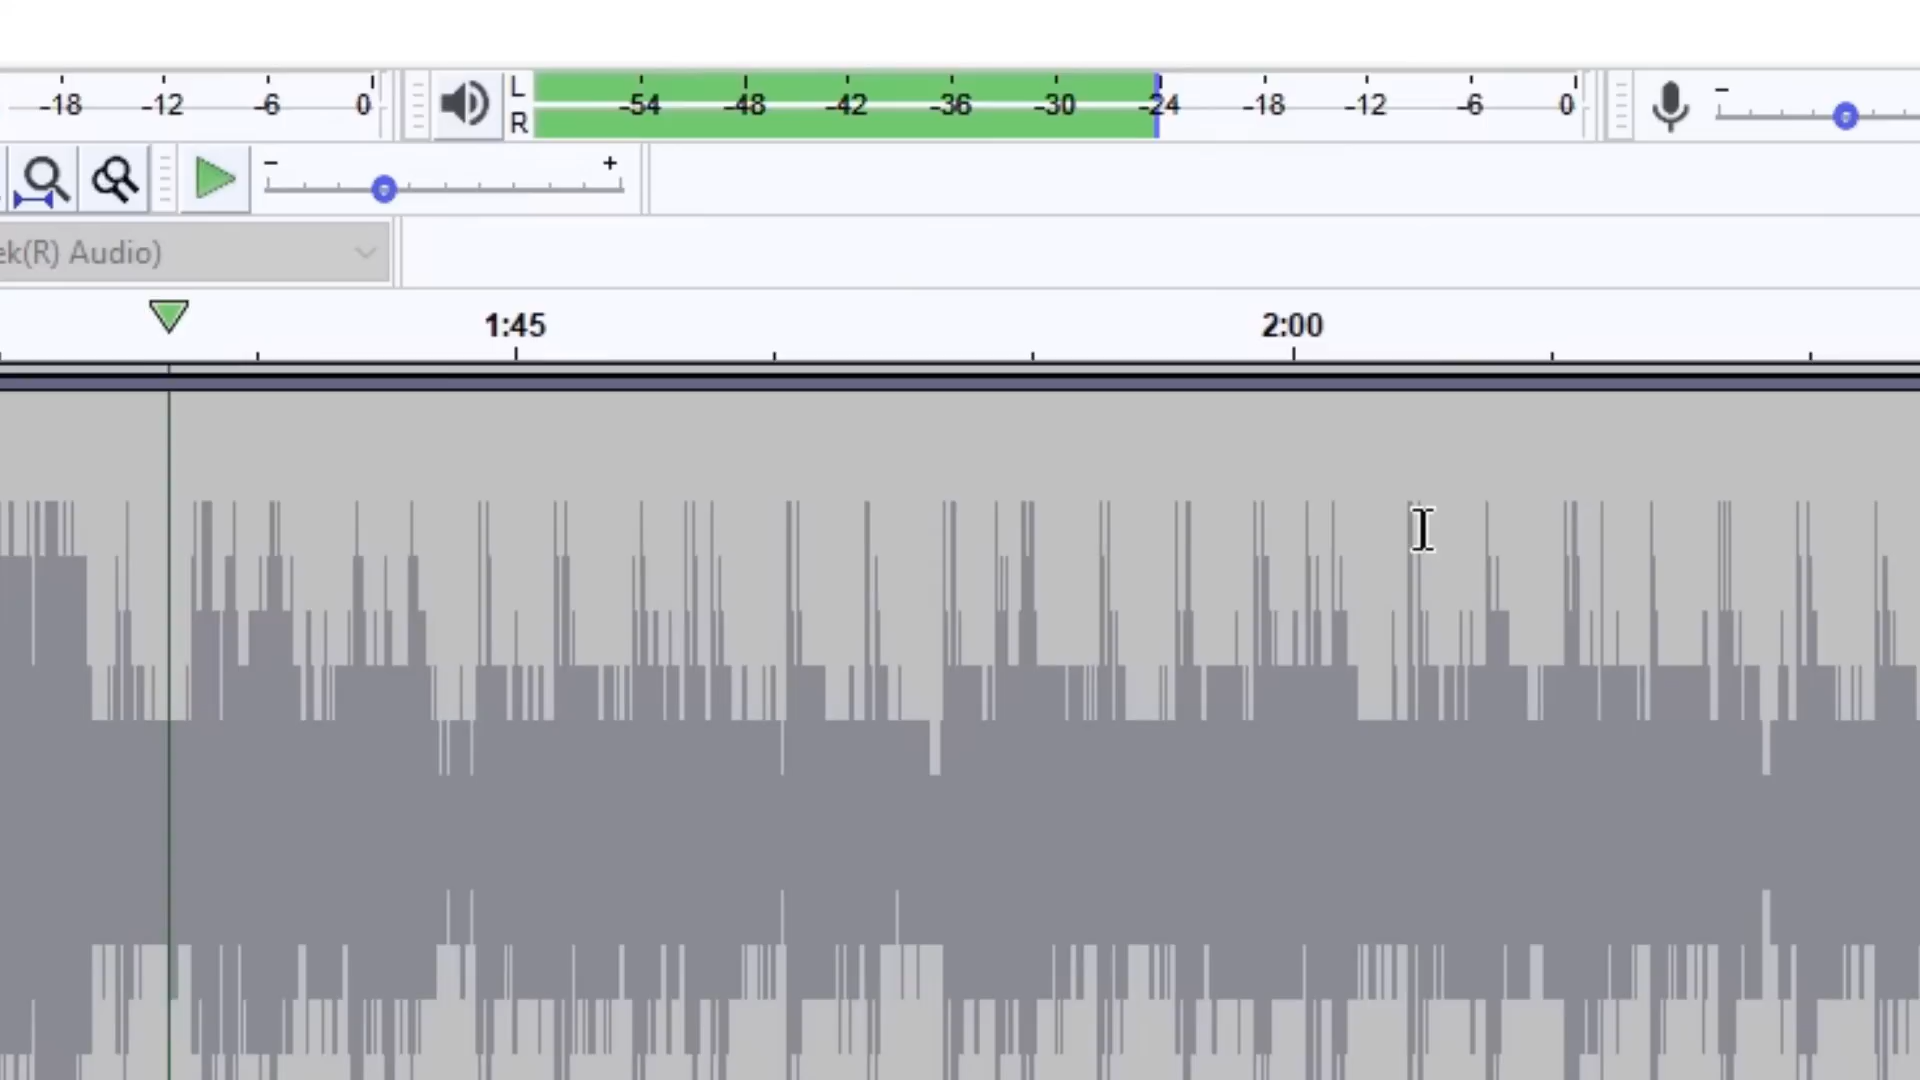 -18 -12 -6 0 L -54 -48 -42 -36 -30 -24 -18 -12 -6 0 -
R
- +
ek(R) Audio)
1:45 2:00